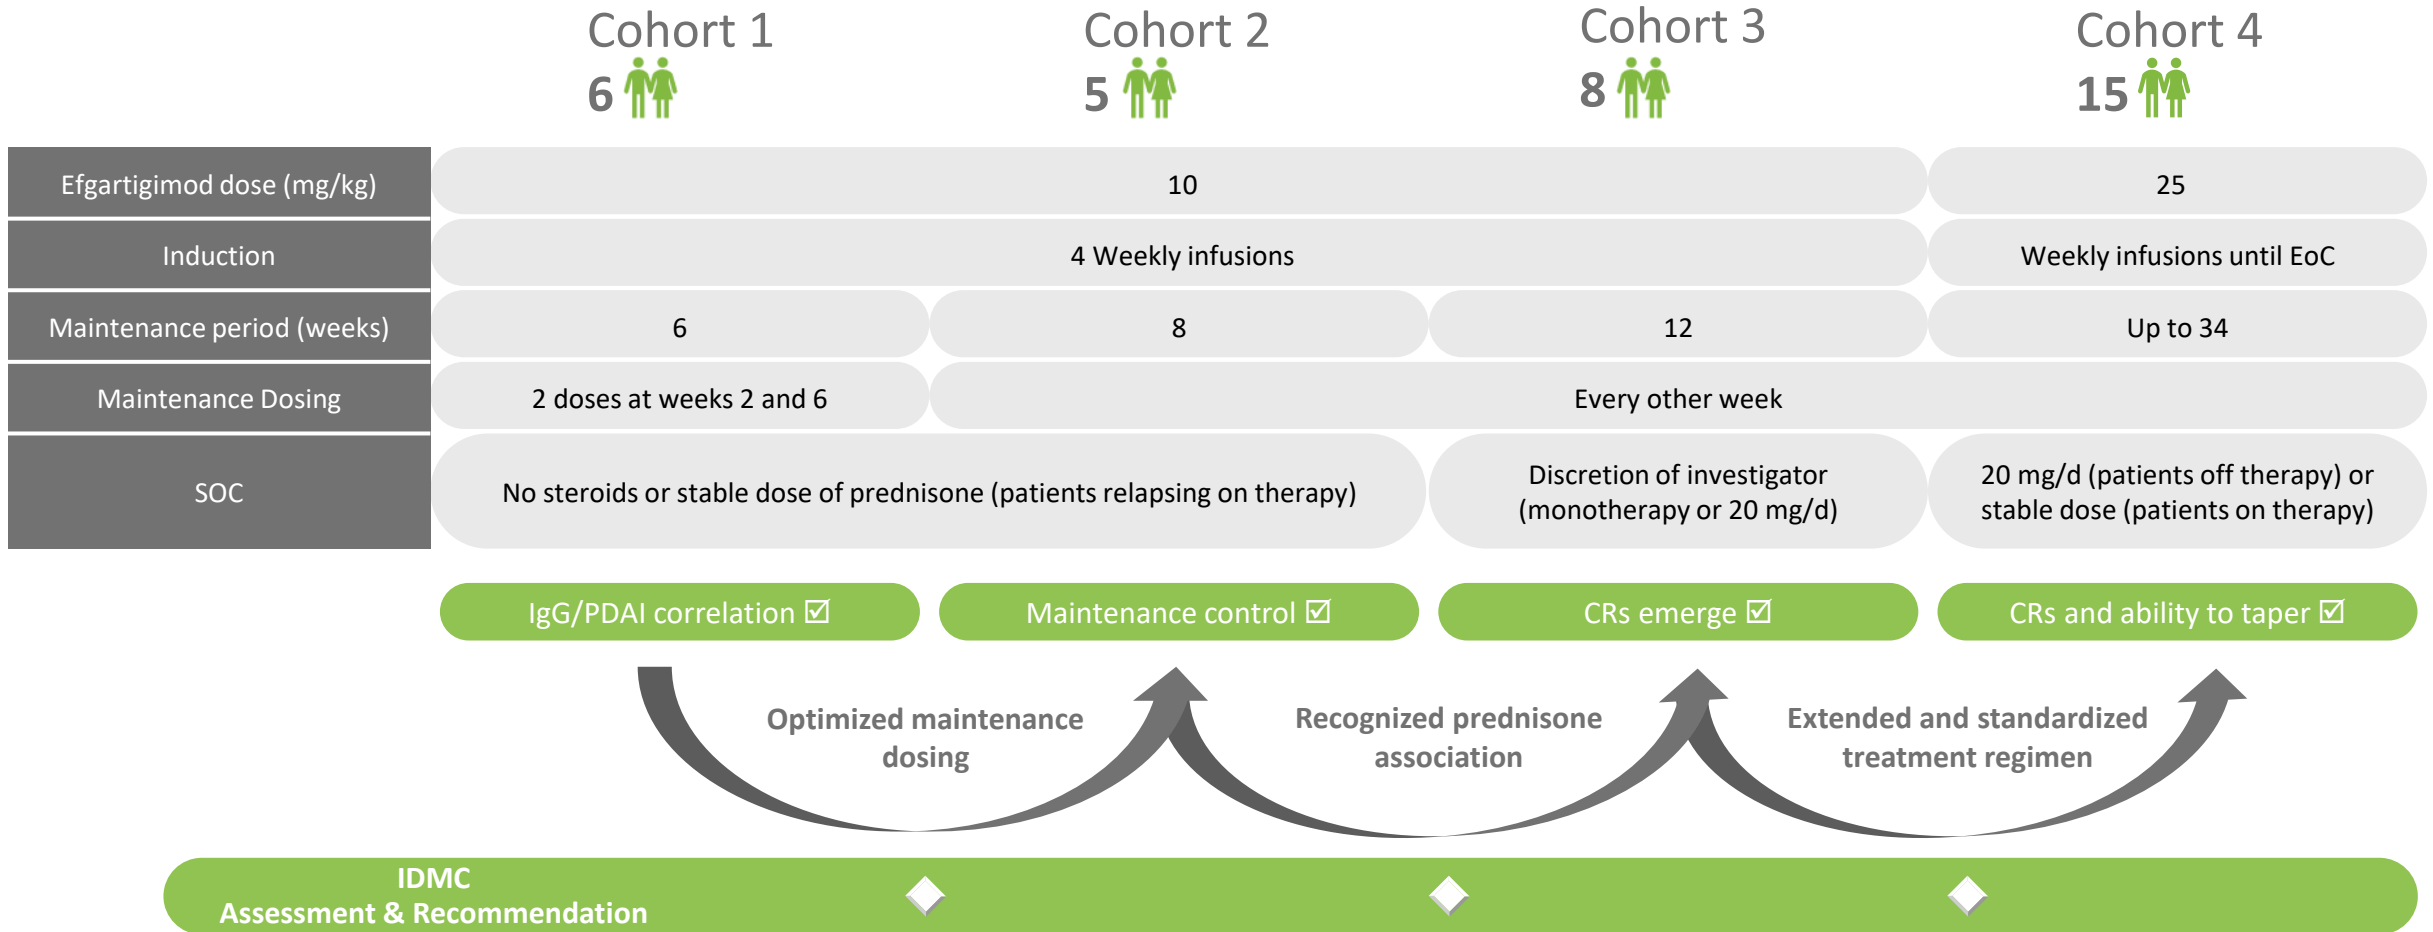 Cohort 1
6
Cohort 2
5
Cohort 3
8
Cohort 4
15
Efgartigimod dose (mg/kg)
10
25
Induction
4 Weekly infusions
Weekly infusions until EoC
Maintenance period (weeks)
6
8
12
Up to 34
Maintenance Dosing
2 doses at weeks 2 and 6
Every other week
SOC
No steroids or stable dose of prednisone (patients relapsing on therapy)
Discretion of investigator
(monotherapy or 20 mg/d)
20 mg/d (patients off therapy) or
stable dose (patients on therapy)
IgG/PDAI correlation ☑
Maintenance control ☑
CRs emerge ☑
CRs and ability to taper ☑
Optimized maintenance
dosing
Recognized prednisone
association
Extended and standardized
treatment regimen
IDMC
Assessment & Recommendation